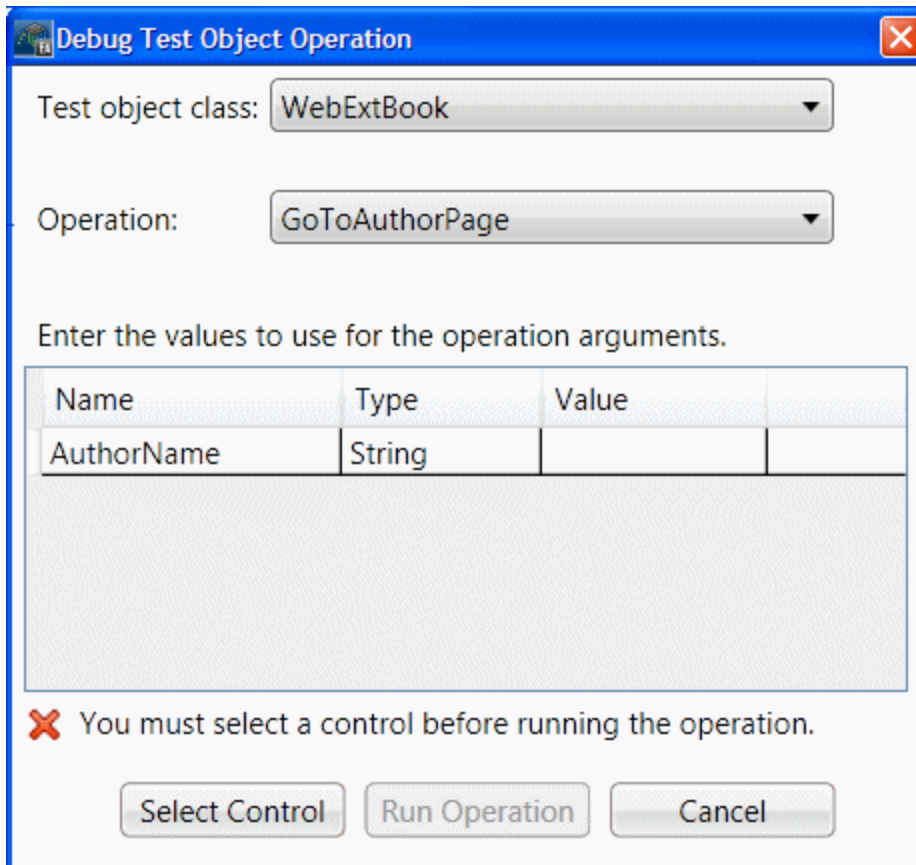 Debug Test Object Operation
Test object class: WebExtBook
Operation: GoToAuthorPage
Enter the values to use for the operation arguments.
Name Type Value
AuthorName String
You must select a control before running the operation.
Select Control Run Operation Cancel